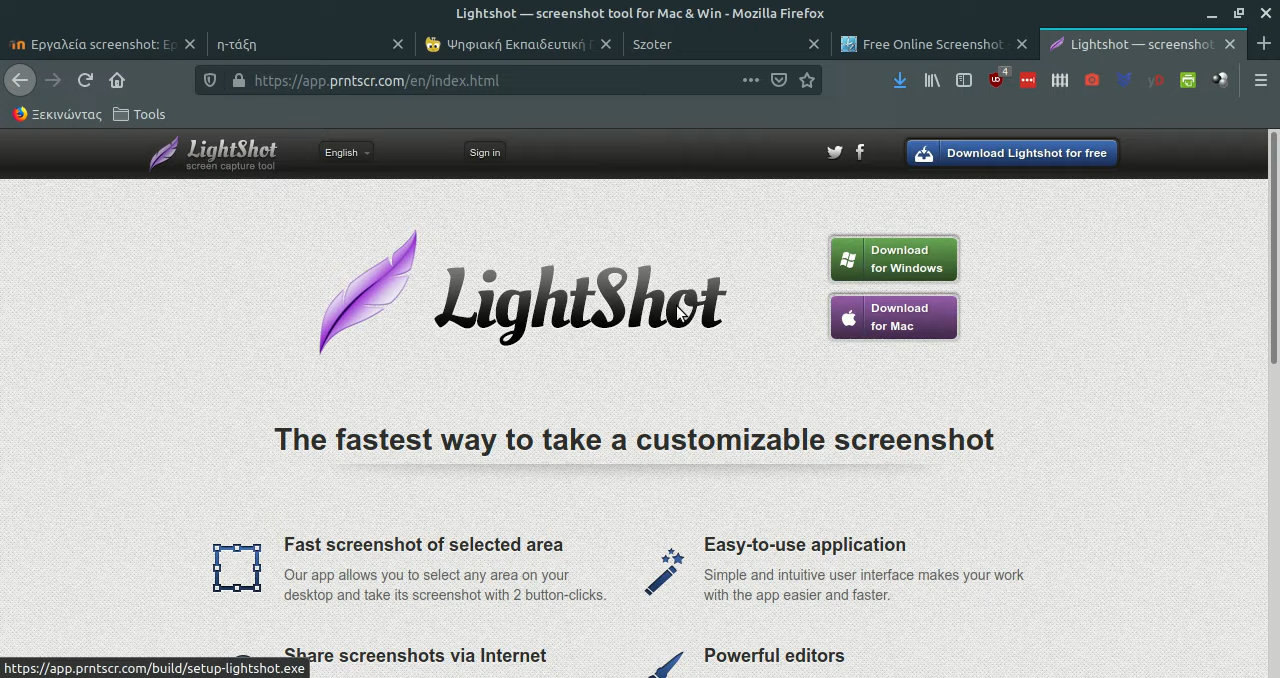 Lightshot — screenshot tool for Mac & Win - Mozilla Firefox
Εργαλεία screenshot: Ερ
η-τάξη
Ψηφιακή Εκπαιδευτική Π
Szoter
Free Online Screenshot
Lightshot — screenshot
https://app.prntscr.com/en/index.html
4
Ξεκινώντας
Tools
LightShot
screen capture tool
English
Sign in
Download Lightshot for free
LightShot
Download
for Windows
Download
for Mac
The fastest way to take a customizable screenshot
Fast screenshot of selected area
Our app allows you to select any area on your
desktop and take its screenshot with 2 button-clicks.
Easy-to-use application
Simple and intuitive user interface makes your work
with the app easier and faster.
Share screenshots via Internet
Powerful editors
https://app.prntscr.com/build/setup-lightshot.exe